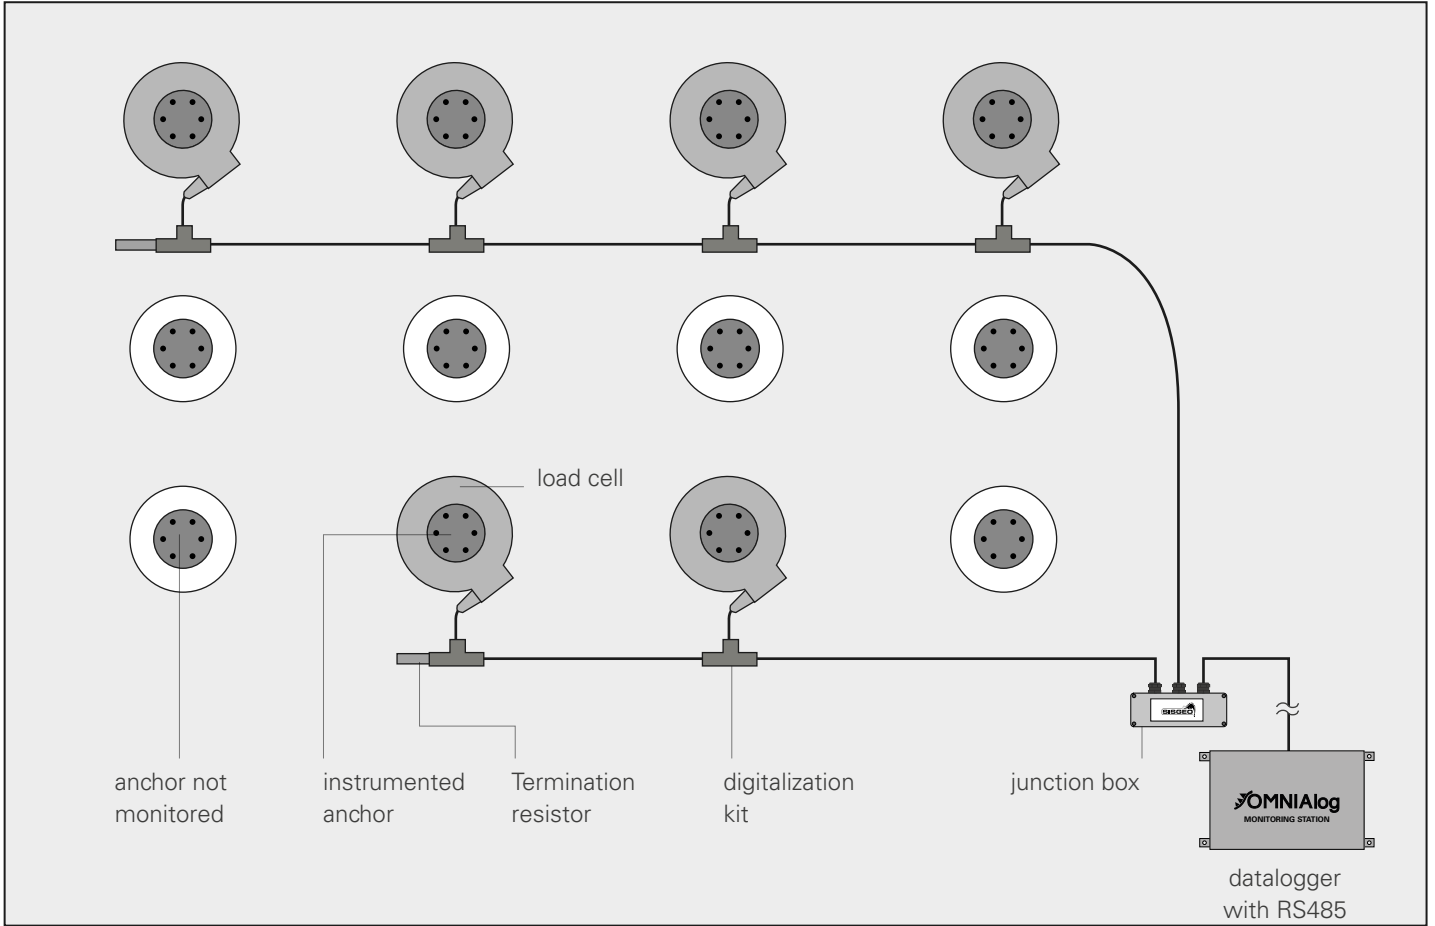 load cell
anchor not
monitored
instrumented
anchor
Termination
resistor
digitalization
kit
junction box
SISGEO
OMNIAlog
MONITORING STATION
datalogger
with RS485